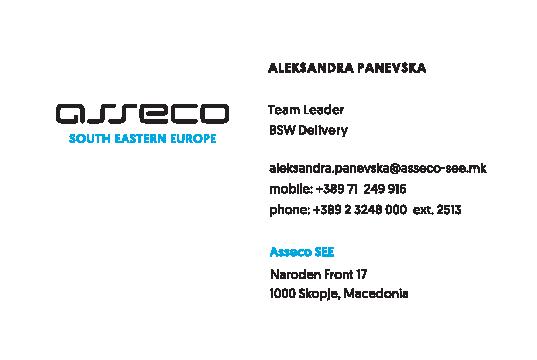 asseco
SOUTH EASTERN EUROPE
ALEKSANDRA PANEVSKA
Team Leader
BSW Delivery
aleksandra.panevska@asseco-see.mk
mobile: +389 71 249 916
phone: +389 2 3248 000 ext. 2513
Asseco SEE
Naroden Front 17
1000 Skopje, Macedonia